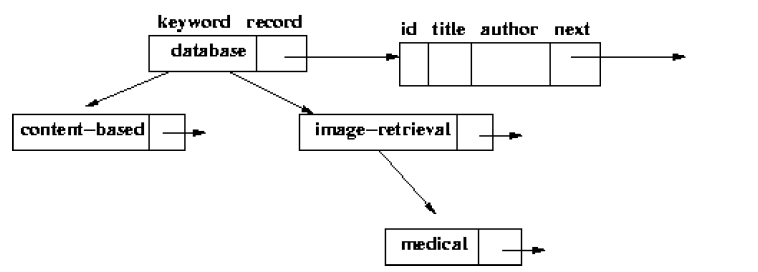 keyword record
id title author next
database
content-based
image-retrieval
medical